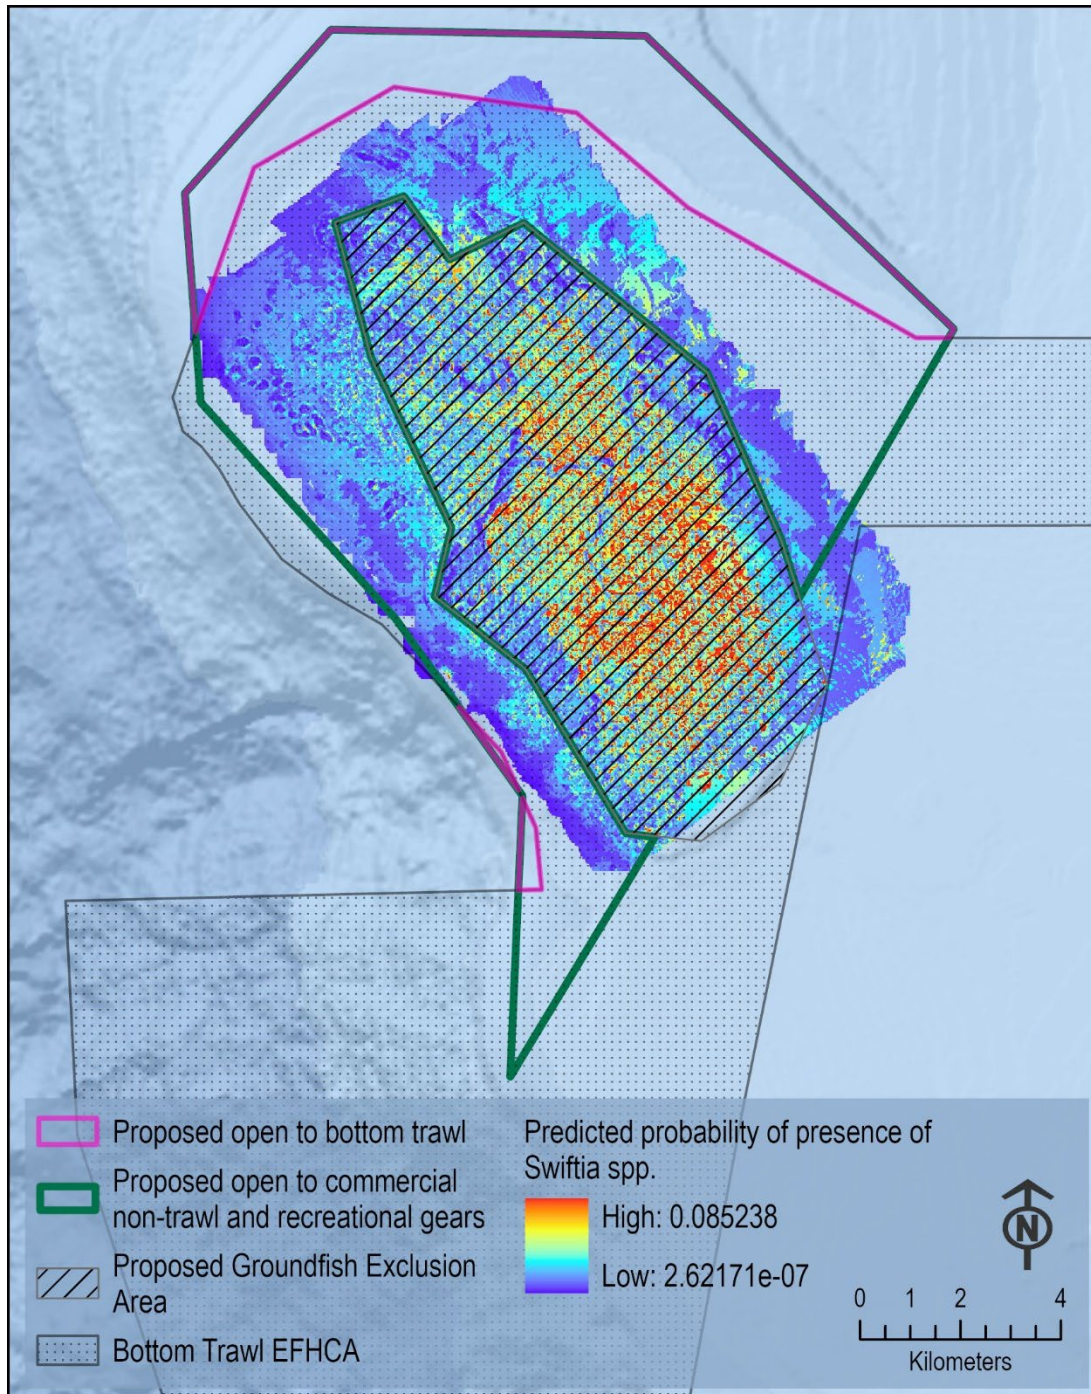 Proposed open to bottom trawl
Proposed open to commercial
non-trawl and recreational gears
Proposed Groundfish Exclusion
Area
Bottom Trawl EFHCA
Predicted probability of presence of
Swiftia spp.
High: 0.085238
Low: 2.62171e-07
N
0 1 2 4
Kilometers